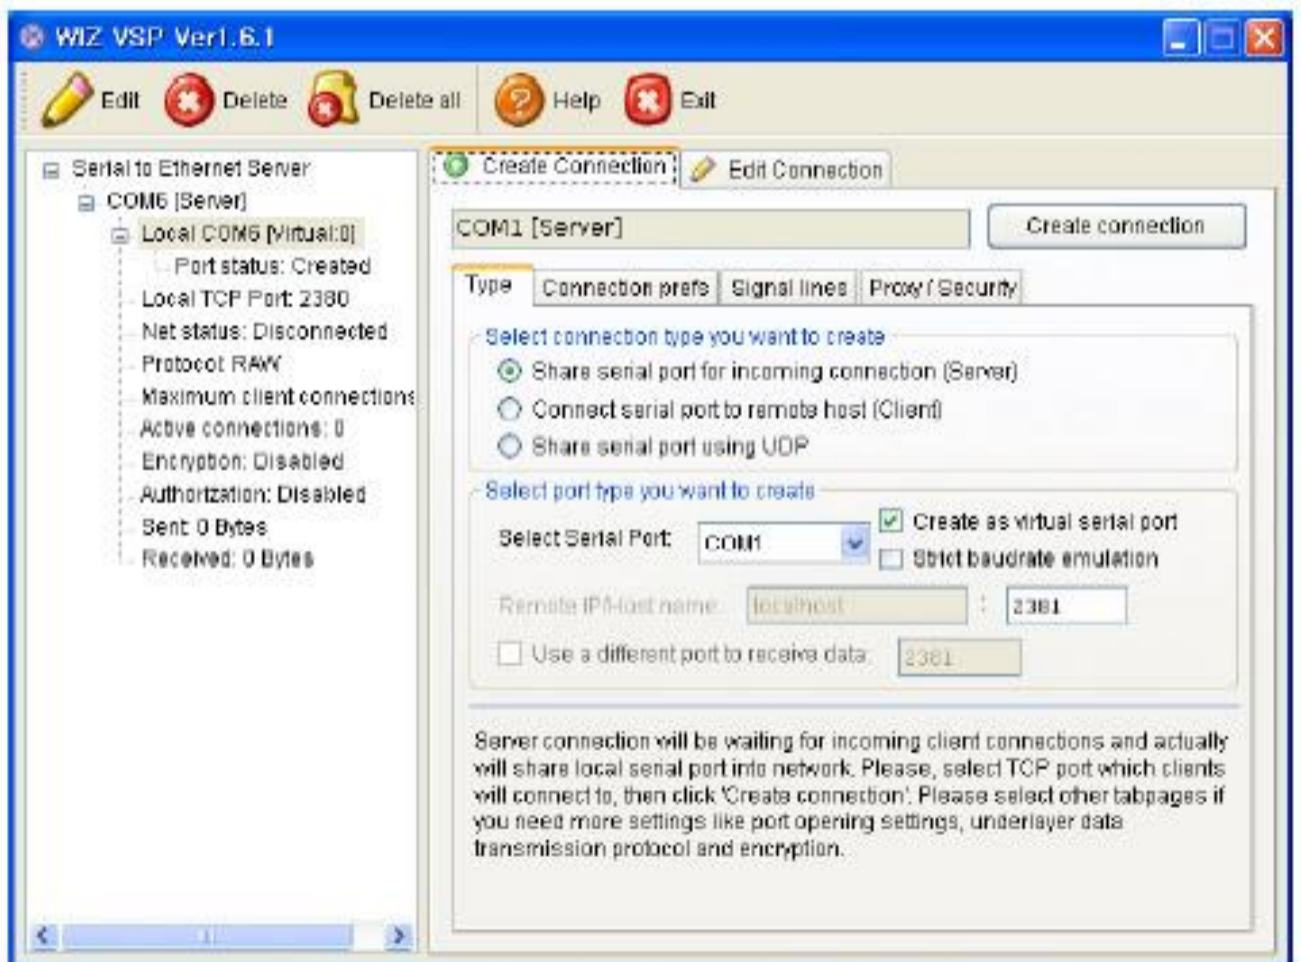 WIZ VSP Ver1.6.1
Edit Delete Delete all Help Exit
Serial to Ethernet Server
COM6 [Server]
Local COM6 [Virtual:0]
Port status: Created
Local TCP Port: 2380
Net status: Disconnected
Protocol: RAW
Maximum client connections
Active connections: 0
Encryption: Disabled
Authorization: Disabled
Sent: 0 Bytes
Received: 0 Bytes
Create Connection Edit Connection
COM1 [Server] Create connection
Type Connection prefs Signal lines Proxy / Security
Select connection type you want to create
Share serial port for incoming connection (Server)
Connect serial port to remote host (Client)
Share serial port using UDP
Select port type you want to create
Select Serial Port: COM1 Create as virtual serial port
Strict baudrate emulation
Remote IP/Host name: localhost : 2381
Use a different port to receive data: 2381
Server connection will be waiting for incoming client connections and actually
will share local serial port into network. Please, select TCP port which clients
will connect to, then click 'Create connection'. Please select other tabpages if
you need more settings like port opening settings, underlayer data
transmission protocol and encryption.